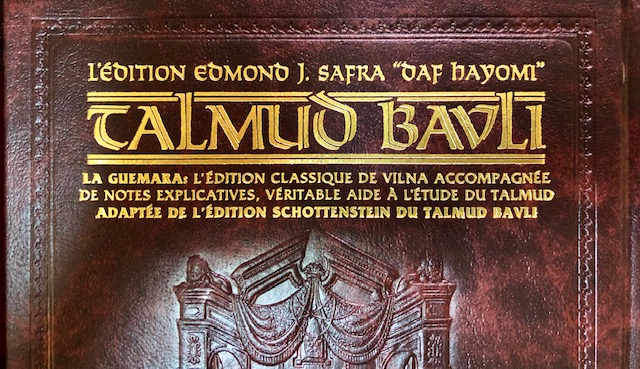 L'ÉDITION EDMOND J. SAFRA "DAF HAYOMI"
TALMUD BAVLI
LA GUEMARA: L'ÉDITION CLASSIQUE DE VILNA ACCOMPAGNÉE
DE NOTES EXPLICATIVES, VÉRITABLE AIDE À L'ÉTUDE DU TALMUD
ADAPTÉE DE L'ÉDITION SCHOTTENSTEIN DU TALMUD BAVLI